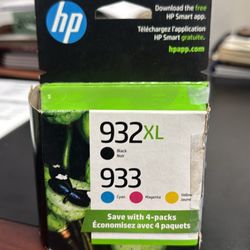 hp
Download the free
HP Smart app.
Téléchargez l'appli
HP Smart gratuite.
hpapp.com
932XL
Black
Noir
933
Cyan
Magenta
Yellow
Jaune
Save with 4-packs
Économisez avec 4 paquets